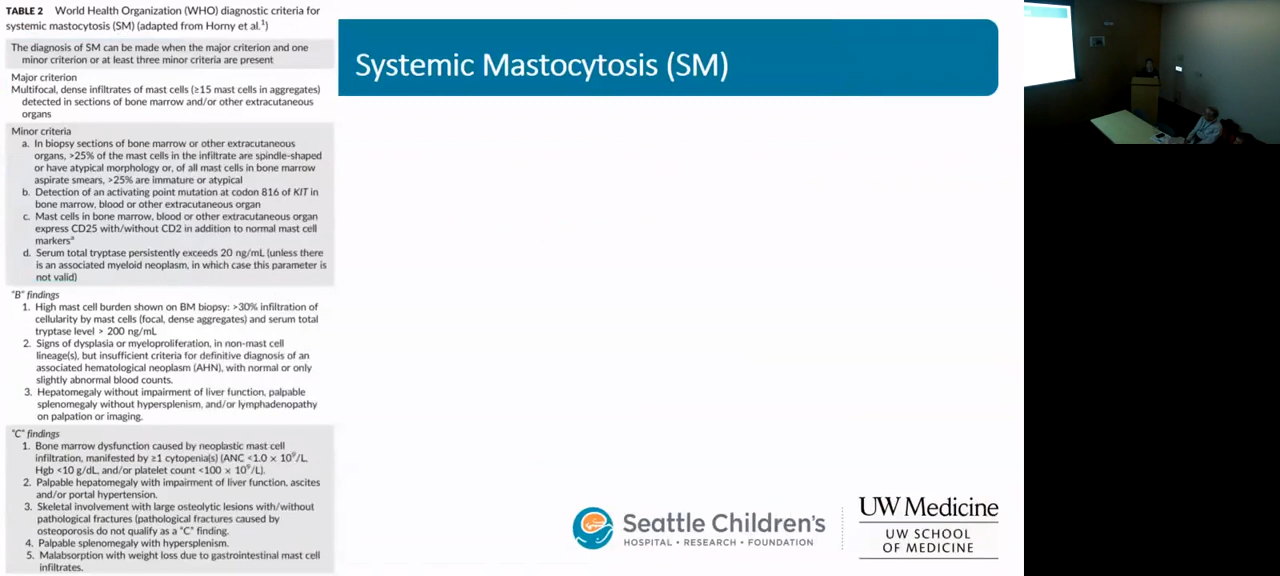 TABLE 2 World Health Organization (WHO) diagnostic criteria for
systemic mastocytosis (SM) (adapted from Horny et al.¹)
The diagnosis of SM can be made when the major criterion and one
minor criterion or at least three minor criteria are present
Major criterion
Multifocal, dense infiltrates of mast cells (≥15 mast cells in aggregates)
detected in sections of bone marrow and/or other extracutaneous
organs
Minor criteria
a. In biopsy sections of bone marrow or other extracutaneous
organs, >25% of the mast cells in the infiltrate are spindle-shaped
or have atypical morphology or, of all mast cells in bone marrow
aspirate smears, >25% are immature or atypical
b. Detection of an activating point mutation at codon 816 of KIT in
bone marrow, blood or other extracutaneous organ
c. Mast cells in bone marrow, blood or other extracutaneous organ
express CD25 with/without CD2 in addition to normal mast cell
markersª
d. Serum total tryptase persistently exceeds 20 ng/mL (unless there
is an associated myeloid neoplasm, in which case this parameter is
not valid)
"B" findings
1. High mast cell burden shown on BM biopsy: >30% infiltration of
cellularity by mast cells (focal, dense aggregates) and serum total
tryptase level > 200 ng/mL
2. Signs of dysplasia or myeloproliferation, in non-mast cell
lineage(s), but insufficient criteria for definitive diagnosis of an
associated hematological neoplasm (AHN), with normal or only
slightly abnormal blood counts.
3. Hepatomegaly without impairment of liver function, palpable
splenomegaly without hypersplenism, and/or lymphadenopathy
on palpation or imaging.
"C" findings
1. Bone marrow dysfunction caused by neoplastic mast cell
infiltration, manifested by ≥1 cytopenia(s) (ANC <1.0 × 10⁹/L,
Hgb <10 g/dL, and/or platelet count <100 × 10⁹/L).
2. Palpable hepatomegaly with impairment of liver function, ascites
and/or portal hypertension.
3. Skeletal involvement with large osteolytic lesions with/without
pathological fractures (pathological fractures caused by
osteoporosis do not qualify as a "C" finding.
4. Palpable splenomegaly with hypersplenism.
5. Malabsorption with weight loss due to gastrointestinal mast cell
infiltrates.
Systemic Mastocytosis (SM)
Seattle Children's
HOSPITAL • RESEARCH • FOUNDATION
UW Medicine
UW SCHOOL
OF MEDICINE